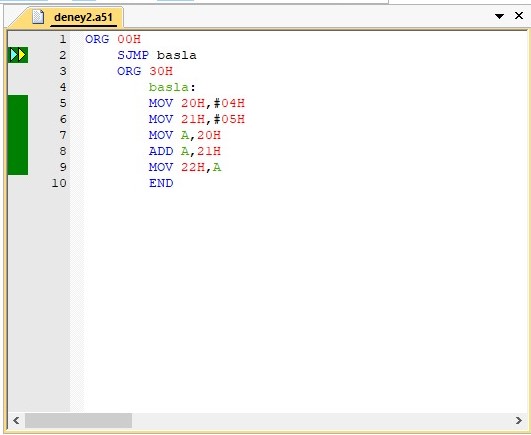 deney2.a51
1 ORG 00H
2 SJMP basla
3 ORG 30H
4 basla:
5 MOV 20H,#04H
6 MOV 21H,#05H
7 MOV A,20H
8 ADD A,21H
9 MOV 22H,A
10 END